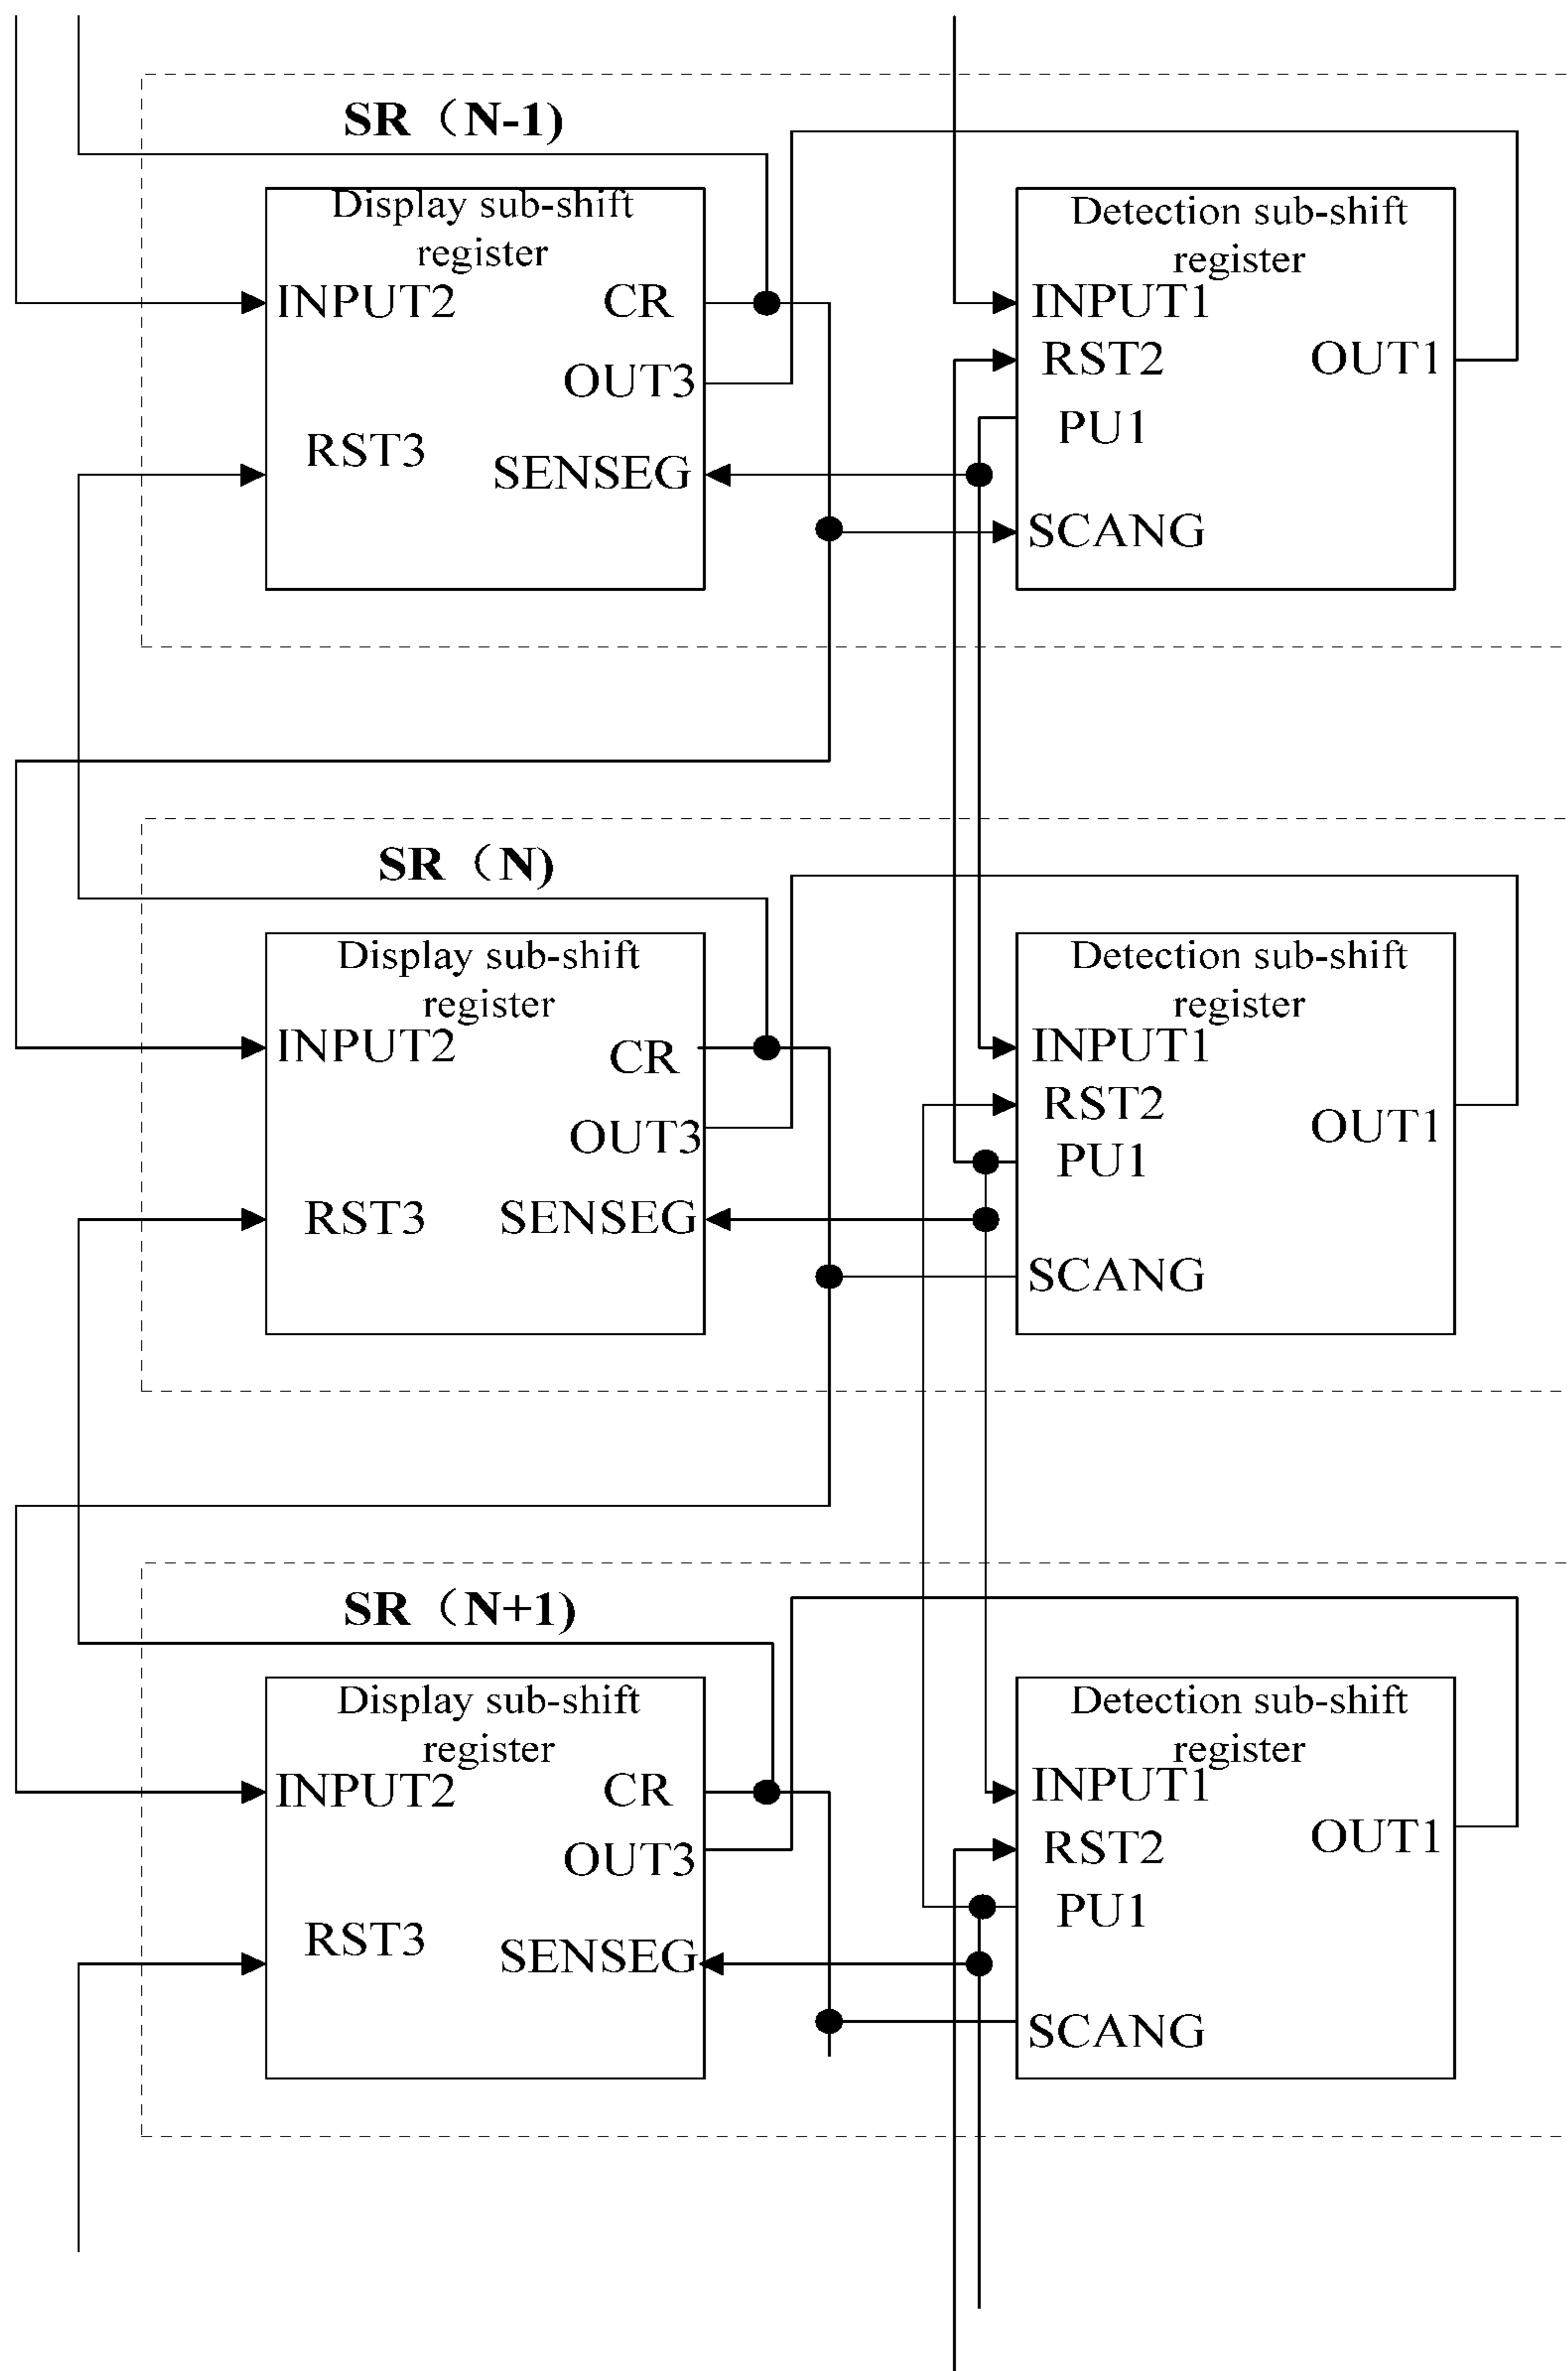 SR（N-1)
Display sub-shift
register
INPUT2
CR
OUT3
RST3
SENSEG
Detection sub-shift
register
INPUT1
RST2
OUT1
PU1
SCANG
SR（N)
Display sub-shift
register
INPUT2
CR
OUT3
RST3
SENSEG
Detection sub-shift
register
INPUT1
RST2
OUT1
PU1
SCANG
SR（N+1)
Display sub-shift
register
INPUT2
CR
OUT3
RST3
SENSEG
Detection sub-shift
register
INPUT1
RST2
OUT1
PU1
SCANG